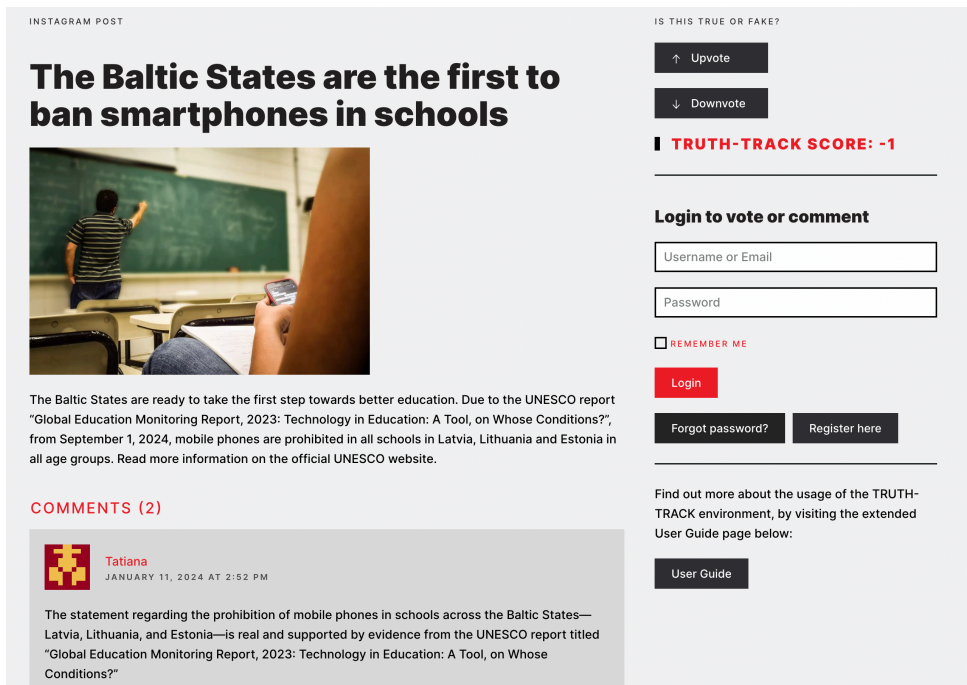 INSTAGRAM POST
The Baltic States are the first to
ban smartphones in schools
The Baltic States are ready to take the first step towards better education. Due to the UNESCO report
“Global Education Monitoring Report, 2023: Technology in Education: A Tool, on Whose Conditions?”,
from September 1, 2024, mobile phones are prohibited in all schools in Latvia, Lithuania and Estonia in
all age groups. Read more information on the official UNESCO website.
COMMENTS (2)
Tatiana
JANUARY 11, 2024 AT 2:52 PM
The statement regarding the prohibition of mobile phones in schools across the Baltic States—
Latvia, Lithuania, and Estonia—is real and supported by evidence from the UNESCO report titled
“Global Education Monitoring Report, 2023: Technology in Education: A Tool, on Whose
Conditions?”
IS THIS TRUE OR FAKE?
↑ Upvote
↓ Downvote
TRUTH-TRACK SCORE: -1
Login to vote or comment
Username or Email
Password
REMEMBER ME
Login
Forgot password? Register here
Find out more about the usage of the TRUTH-
TRACK environment, by visiting the extended
User Guide page below:
User Guide